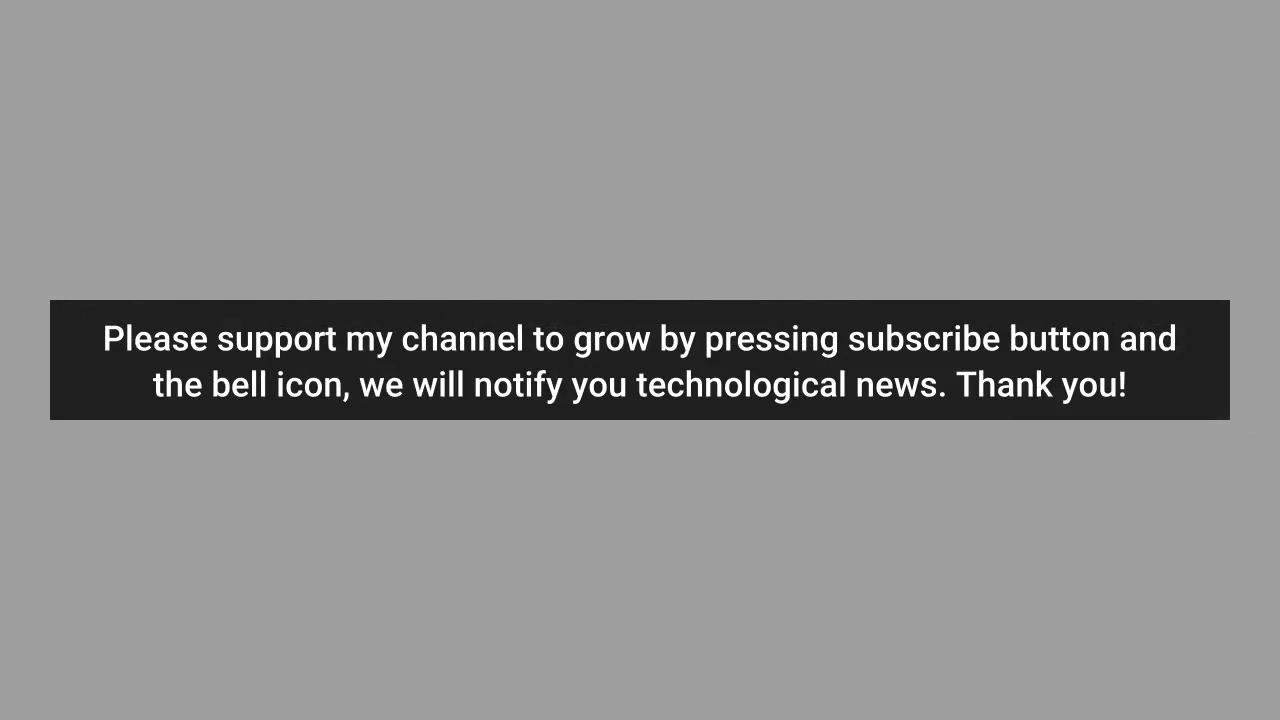 Please support my channel to grow by pressing subscribe button and
the bell icon, we will notify you technological news. Thank you!